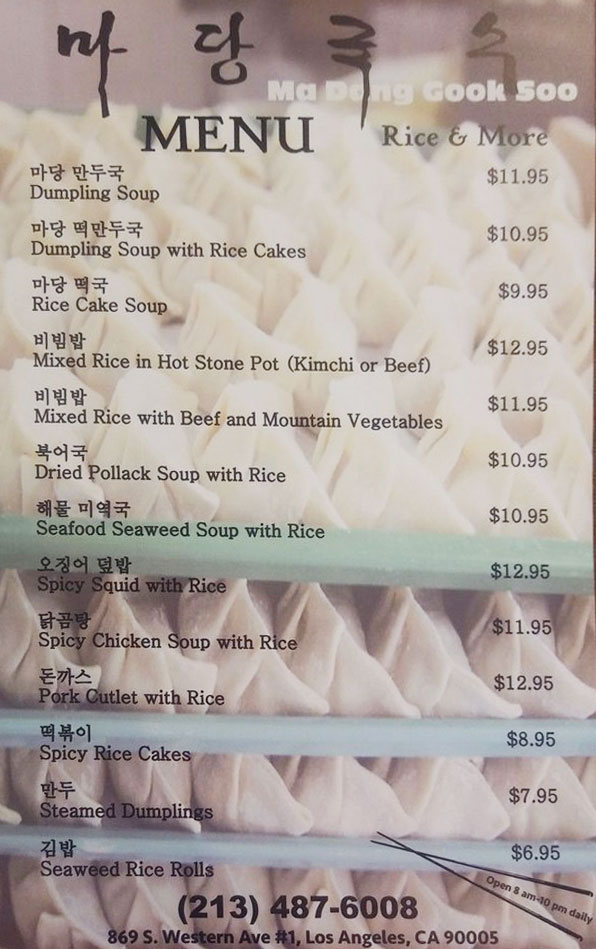 마 당 국 수
Ma Dang Gook Soo
MENU
Rice & More
마당 만두국 $11.95
Dumpling Soup
마당 떡만두국 $10.95
Dumpling Soup with Rice Cakes
마당 떡국 $9.95
Rice Cake Soup
비빔밥 $12.95
Mixed Rice in Hot Stone Pot (Kimchi or Beef)
비빔밥 $11.95
Mixed Rice with Beef and Mountain Vegetables
북어국 $10.95
Dried Pollack Soup with Rice
해물 미역국 $10.95
Seafood Seaweed Soup with Rice
오징어 덮밥 $12.95
Spicy Squid with Rice
닭곰탕 $11.95
Spicy Chicken Soup with Rice
돈까스 $12.95
Pork Cutlet with Rice
떡볶이 $8.95
Spicy Rice Cakes
만두 $7.95
Steamed Dumplings
김밥 $6.95
Seaweed Rice Rolls
Open 8 am-10 pm daily
(213) 487-6008
869 S. Western Ave #1, Los Angeles, CA 90005